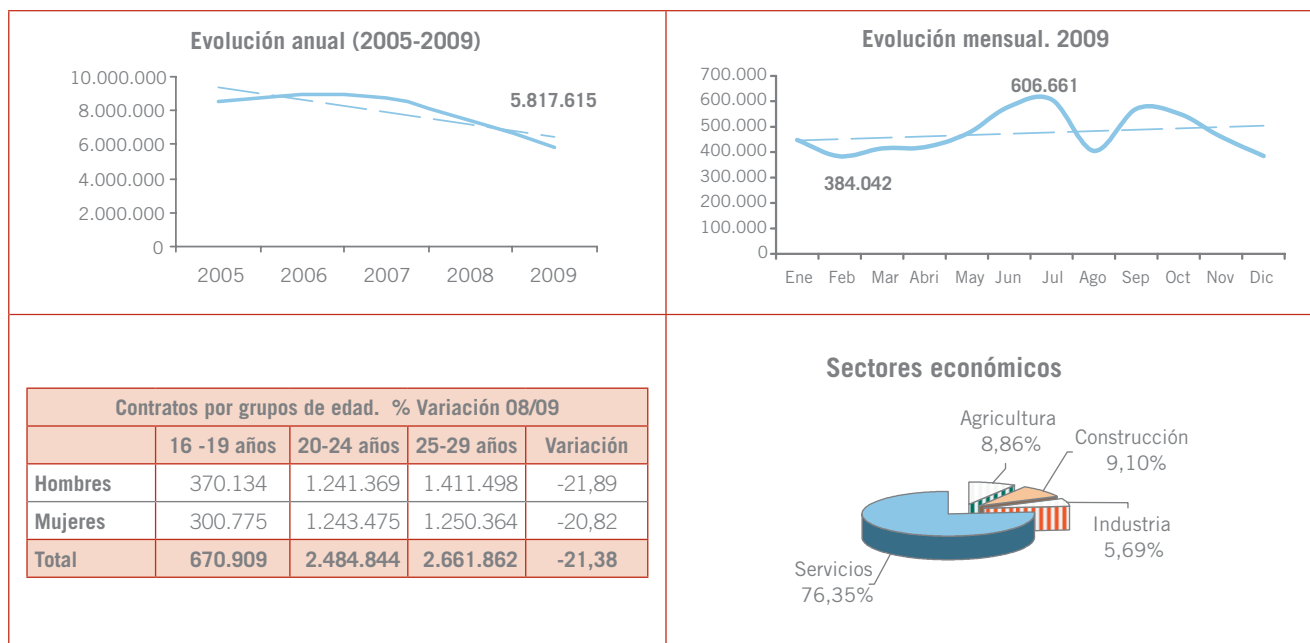 Evolución anual (2005-2009)
10.000.000
8.000.000
6.000.000
4.000.000
2.000.000
0
5.817.615
2005 2006 2007 2008 2009
Evolución mensual. 2009
700.000
600.000
500.000
400.000
300.000
200.000
100.000
0
606.661
384.042
Ene Feb Mar Abri May Jun Jul Ago Sep Oct Nov Dic
Contratos por grupos de edad. % Variación 08/09
16 -19 años 20-24 años 25-29 años Variación
Hombres 370.134 1.241.369 1.411.498 -21,89
Mujeres 300.775 1.243.475 1.250.364 -20,82
Total 670.909 2.484.844 2.661.862 -21,38
Sectores económicos
Agricultura
8,86%
Construcción
9,10%
Industria
5,69%
Servicios
76,35%